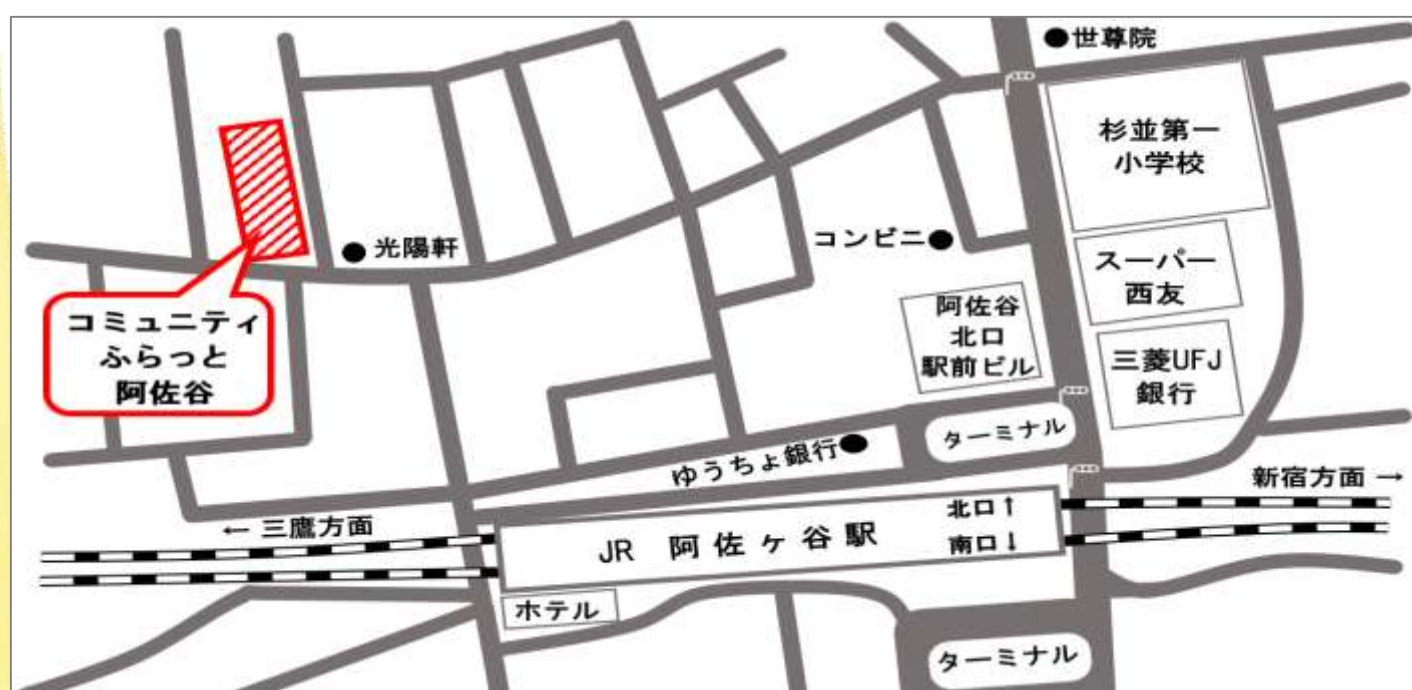 世尊院
杉並第一
小学校
光陽軒
コンビニ
スーパー
西友
阿佐谷
北口
駅前ビル
コミュニティ
ふらっと
阿佐谷
三菱UFJ
銀行
ターミナル
ゆうちょ銀行
新宿方面 →
← 三鷹方面
JR 阿佐ヶ谷駅
北口↑
南口↓
ホテル
ターミナル